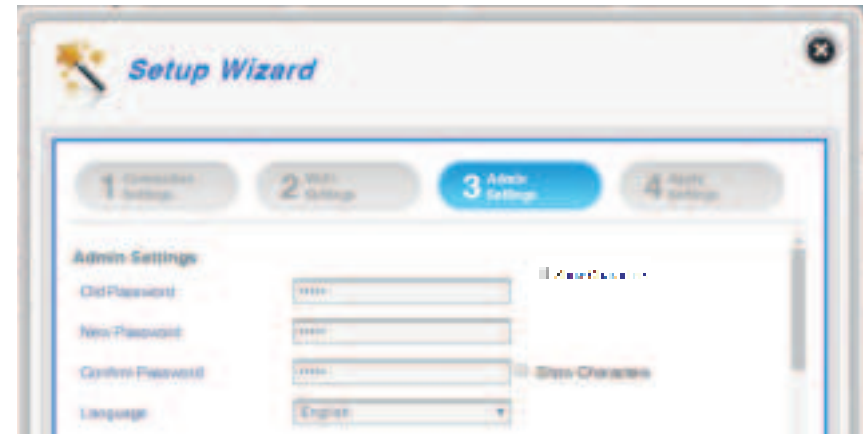 Setup Wizard
1 Connection Settings
2 Wi-Fi Settings
3 Admin Settings
4 Apply Settings
Admin Settings
Old Password •••••
New Password •••••
Confirm Password ••••• Show Characters
Language English